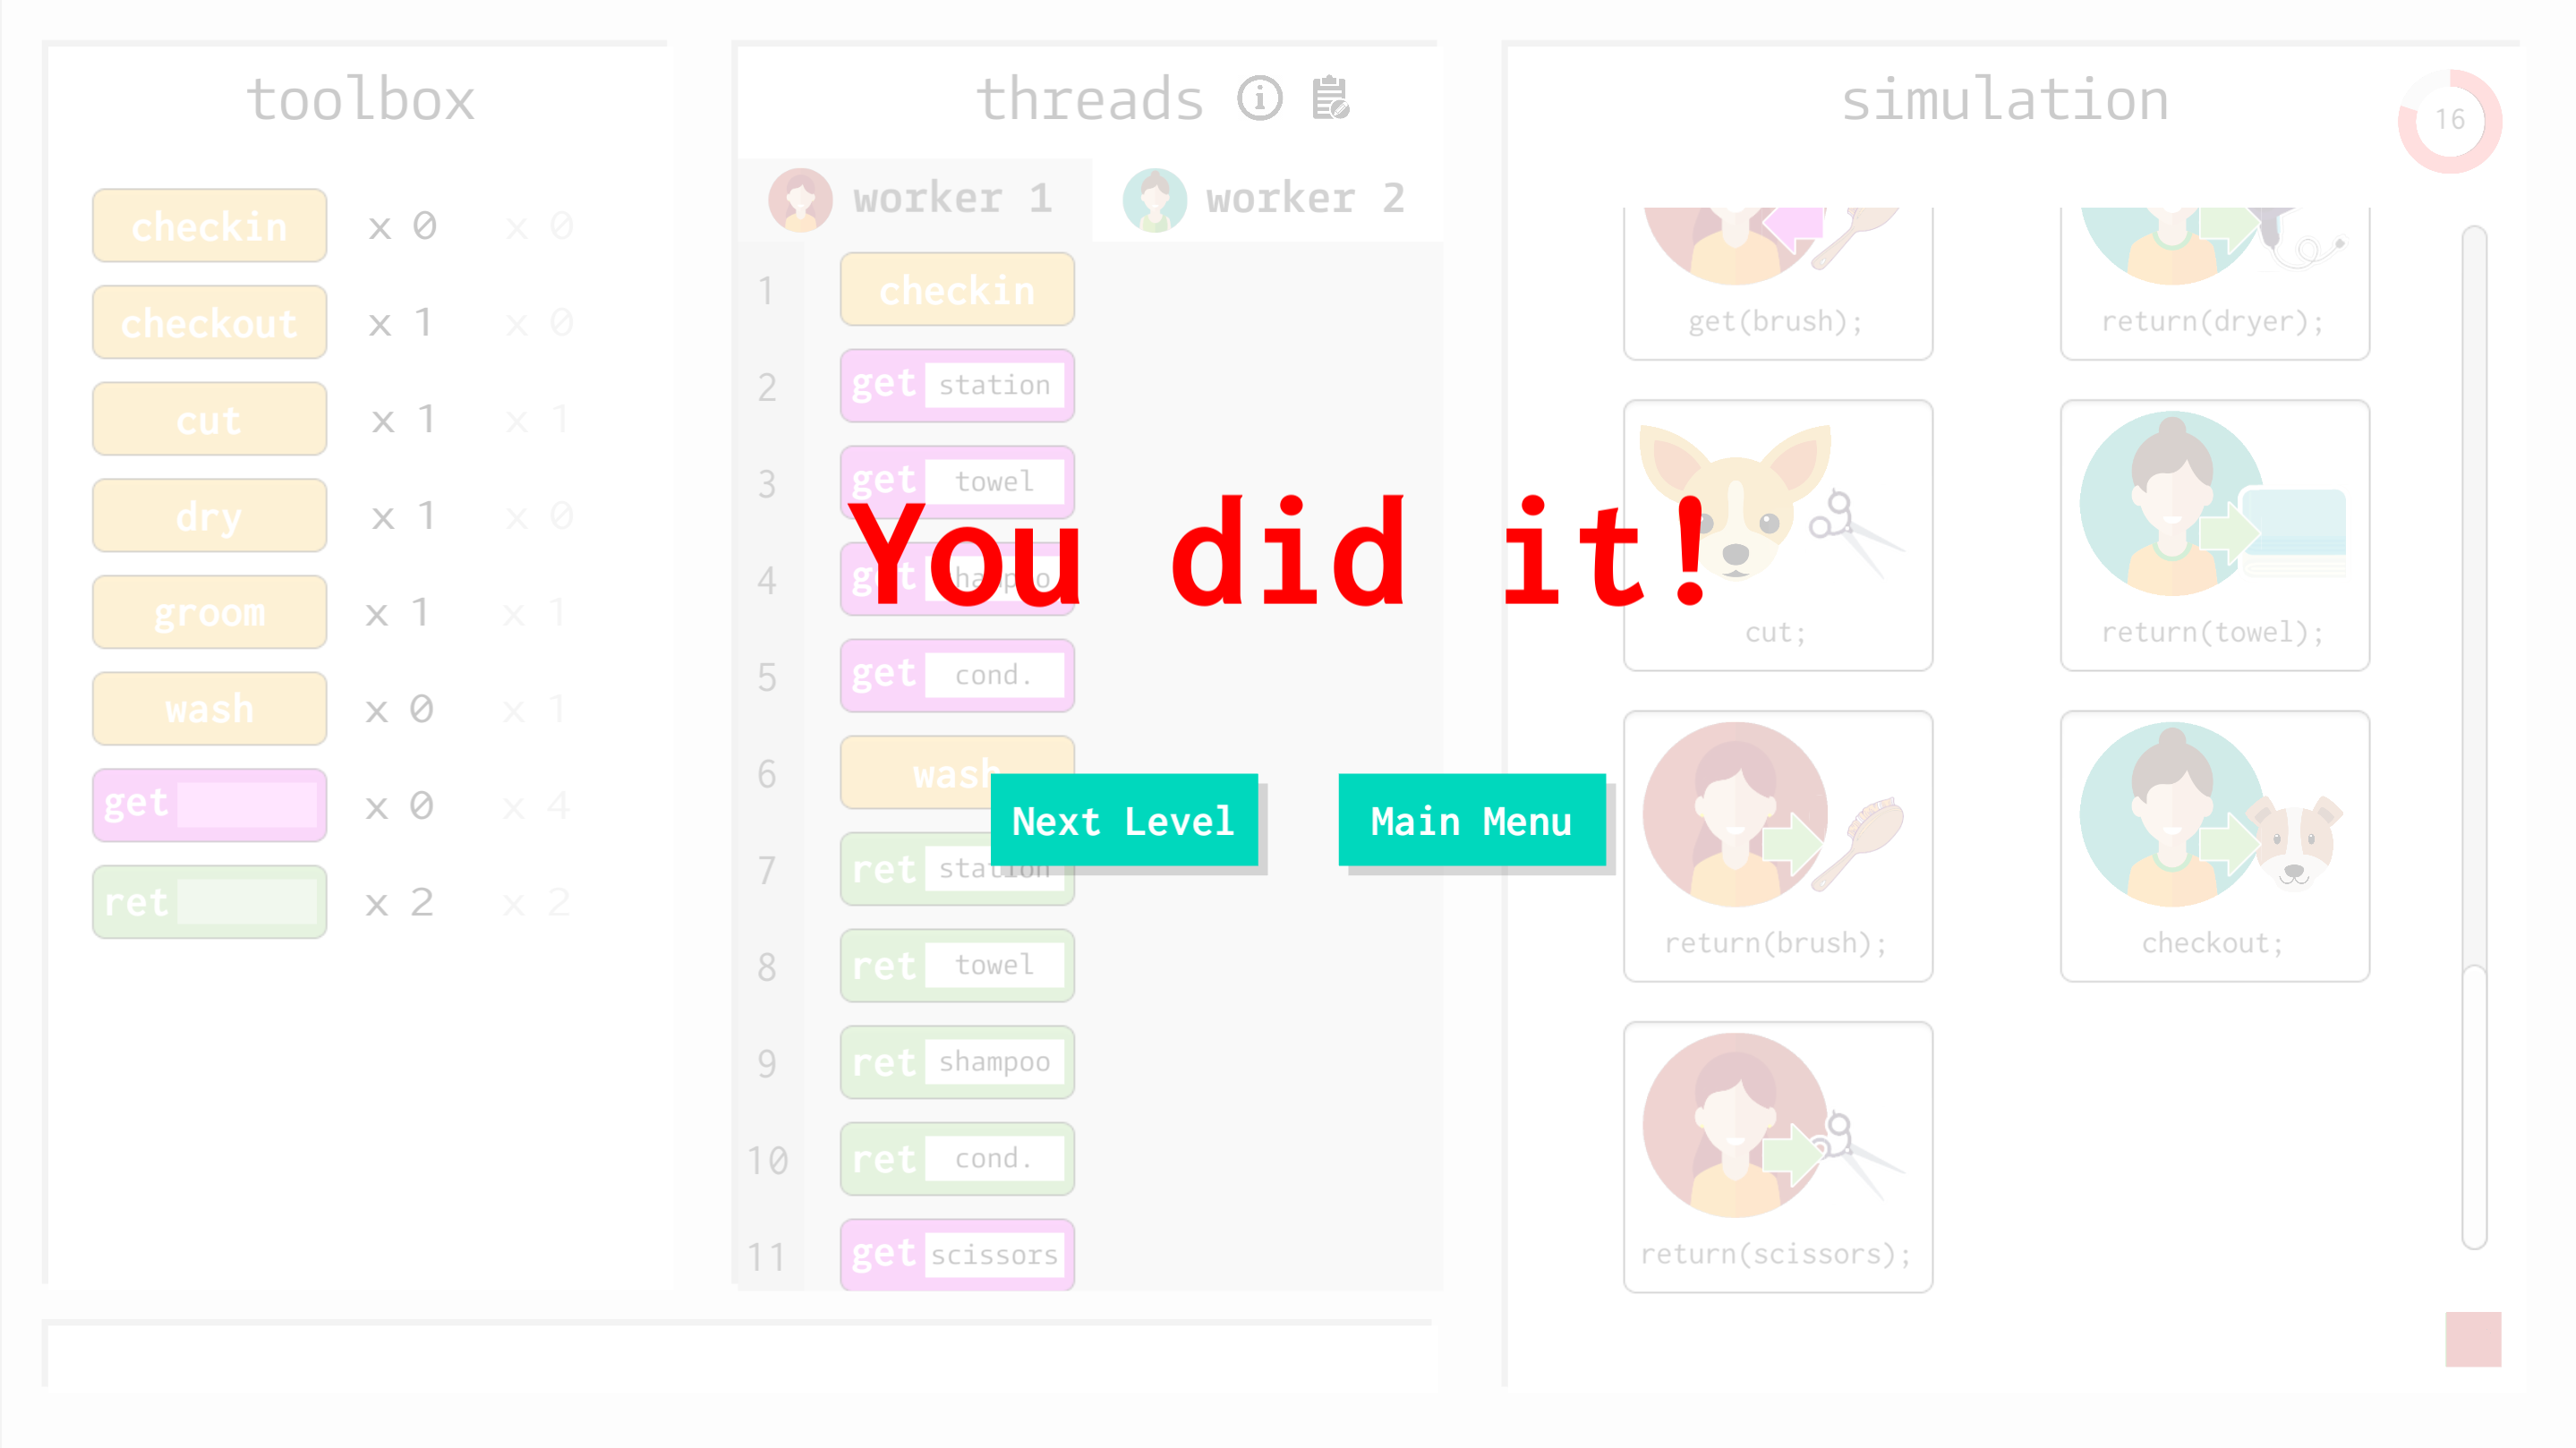 toolbox
checkin x 0 x 0
checkout x 1 x 0
cut x 1 x 1
dry x 1 x 0
groom x 1 x 1
wash x 0 x 1
get x 0 x 4
ret x 2 x 2
threads
worker 1 worker 2
1 checkin
2 get station
3 get towel
4 get shampoo
5 get cond.
6 wash
7 ret station
8 ret towel
9 ret shampoo
10 ret cond.
11 get scissors
You did it!
Next Level Main Menu
simulation
16
get(brush); return(dryer);
cut; return(towel);
return(brush); checkout;
return(scissors);